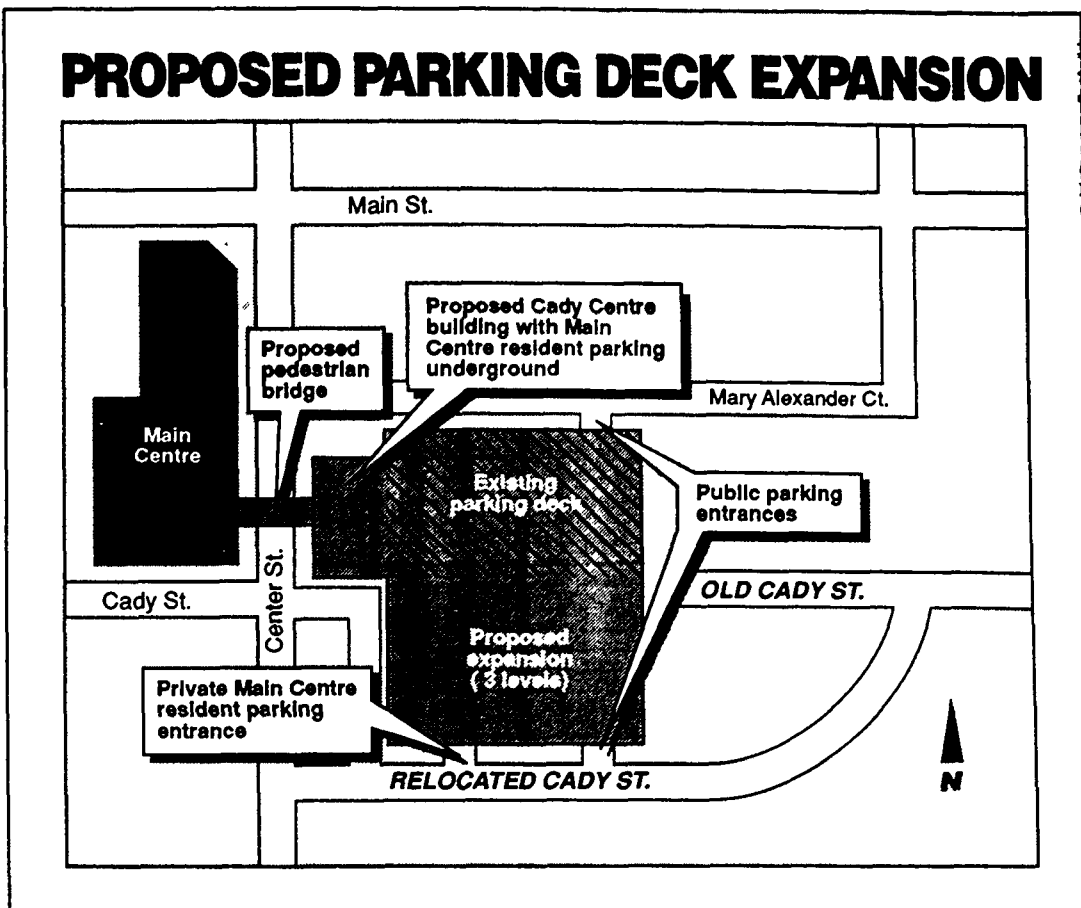 PROPOSED PARKING DECK EXPANSION
Main St.
Proposed Cady Centre
building with Main
Centre resident parking
underground
Proposed
pedestrian
bridge
Mary Alexander Ct.
Main
Centre
Existing
parking deck
Public parking
entrances
Cady St.
Center St.
OLD CADY ST.
Proposed
expansion
( 3 levels)
Private Main Centre
resident parking
entrance
RELOCATED CADY ST.
N